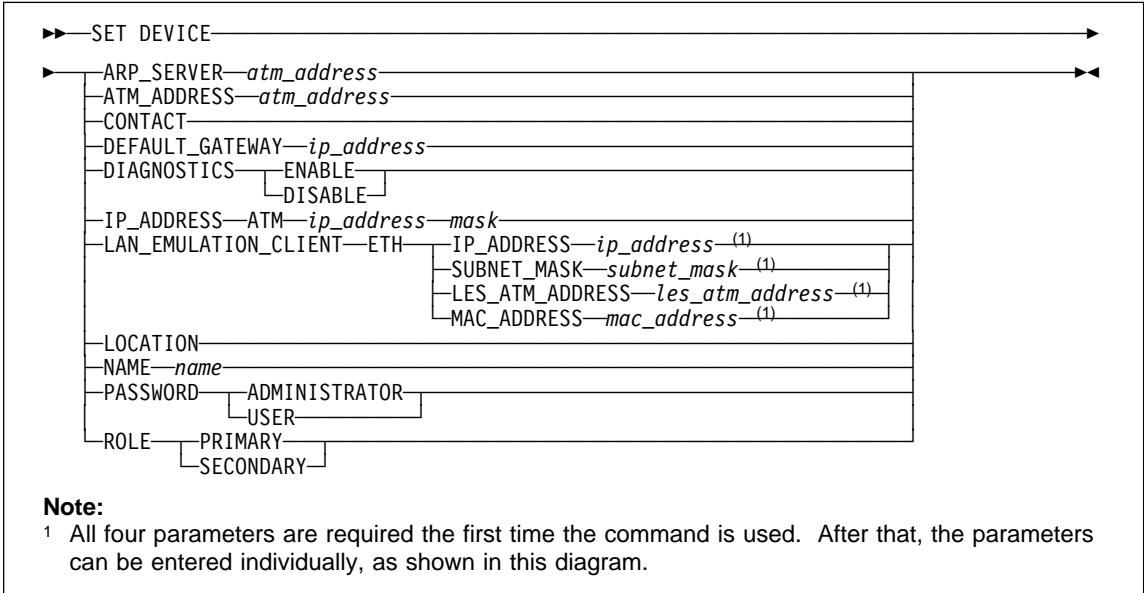 SET DEVICE
ARP_SERVER atm_address
ATM_ADDRESS atm_address
CONTACT
DEFAULT_GATEWAY ip_address
DIAGNOSTICS ENABLE
DISABLE
IP_ADDRESS ATM ip_address mask
LAN_EMULATION_CLIENT ETH IP_ADDRESS ip_address (1)
SUBNET_MASK subnet_mask (1)
LES_ATM_ADDRESS les_atm_address (1)
MAC_ADDRESS mac_address (1)
LOCATION
NAME name
PASSWORD ADMINISTRATOR
USER
ROLE PRIMARY
SECONDARY
Note:
1 All four parameters are required the first time the command is used. After that, the parameters
can be entered individually, as shown in this diagram.